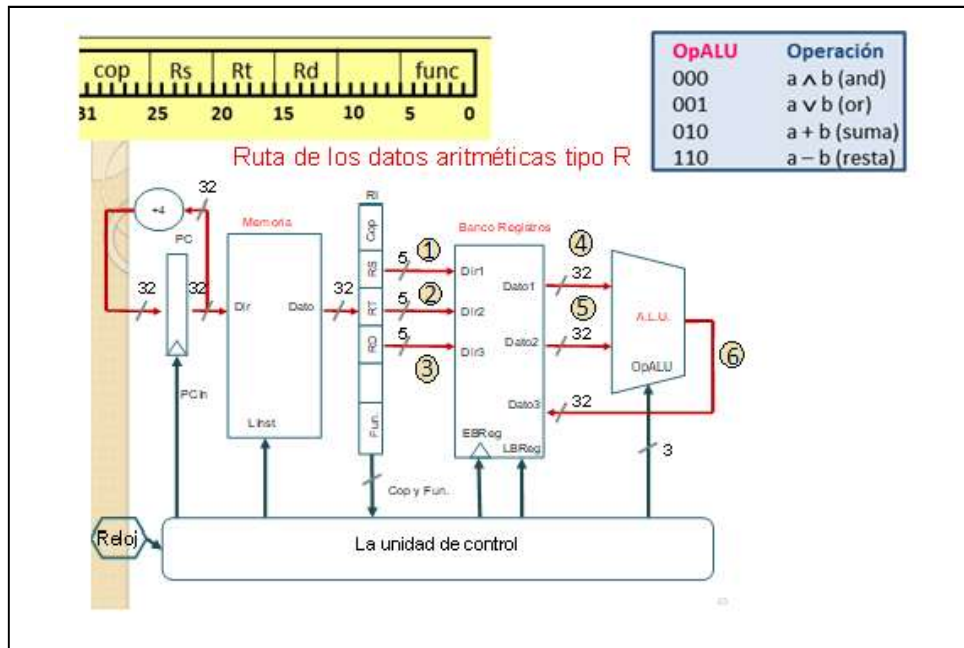 cop Rs Rt Rd func
31 25 20 15 10 5 0
OpALU Operación
000 a ∧ b (and)
001 a ∨ b (or)
010 a + b (suma)
110 a – b (resta)
Ruta de los datos aritméticas tipo R
32
+4
PC
32
32
PCin
Memoria
Dir
Dato
LInst
32
RI
Cop
RS
RT
RD
Fun.
5
1
5
2
5
3
Cop y Fun.
Banco Registros
Dir1
Dir2
Dir3
Dato1
Dato2
Dato3
EBReg
LBReg
4
32
5
32
32
A.L.U.
OpALU
6
3
Reloj
La unidad de control